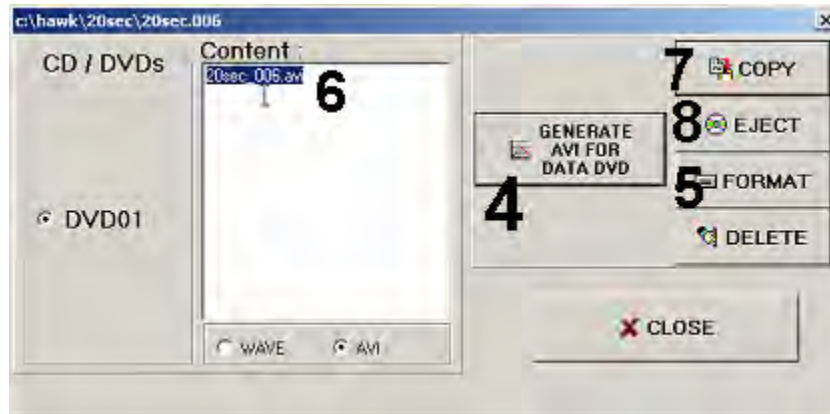 c:\hawk\20sec\20sec.006
CD / DVDs
Content :
20sec_006.avi
6
DVD01
WAVE
AVI
GENERATE
AVI FOR
DATA DVD
4
7
COPY
8
EJECT
5
FORMAT
DELETE
CLOSE